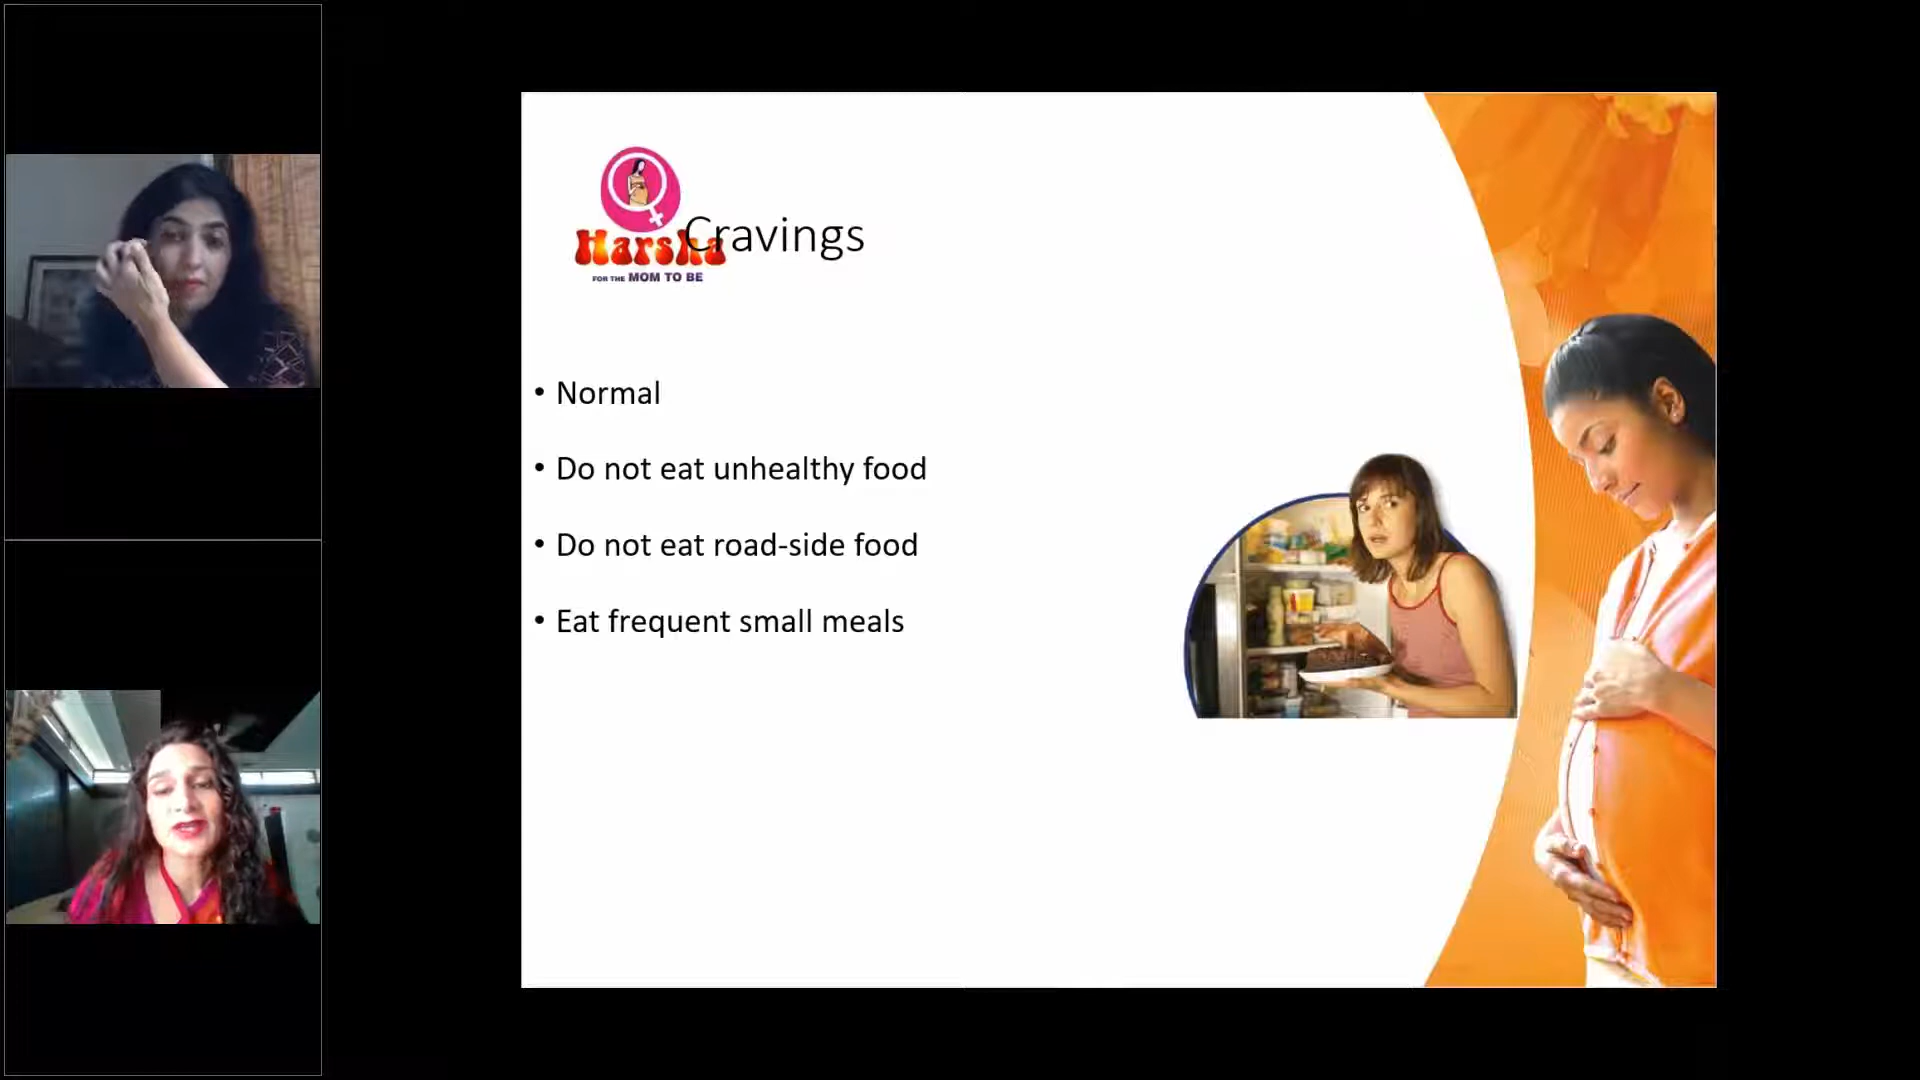 Harsha
FOR THE MOM TO BE
Cravings
• Normal
• Do not eat unhealthy food
• Do not eat road-side food
• Eat frequent small meals